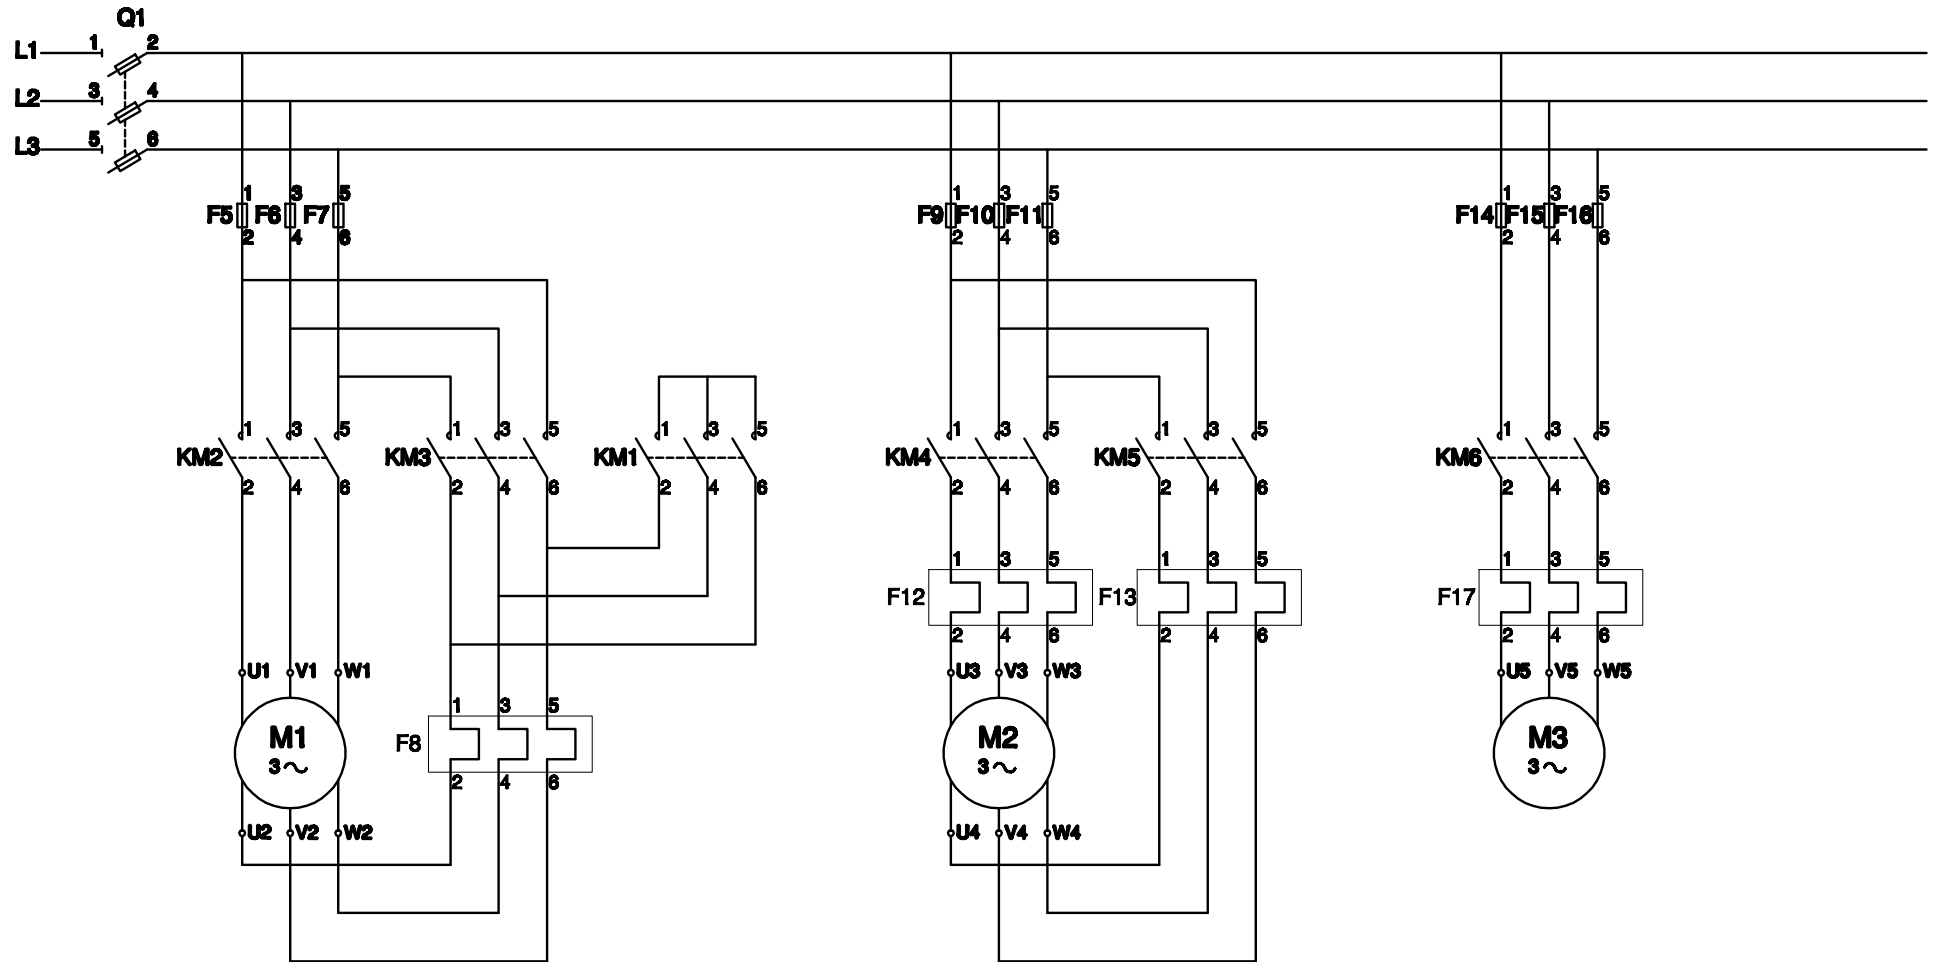 Q1
L1 1 2
L2 3 4
L3 5 6
1 3 5 1 3 5 1 3 5
F5 F6 F7 F9 F10 F11 F14 F15 F16
2 4 6 2 4 6 2 4 6
1 3 5 1 3 5 1 3 5 1 3 5 1 3 5 1 3 5
KM2 KM3 KM1 KM4 KM5 KM6
2 4 6 2 4 6 2 4 6 2 4 6 2 4 6 2 4 6
1 3 5 1 3 5 1 3 5
F12 F13 F17
2 4 6 2 4 6 2 4 6
U1 V1 W1 U3 V3 W3 U5 V5 W5
1 3 5
M1 F8 M2 M3
3~ 3~ 3~
2 4 6
U2 V2 W2 U4 V4 W4